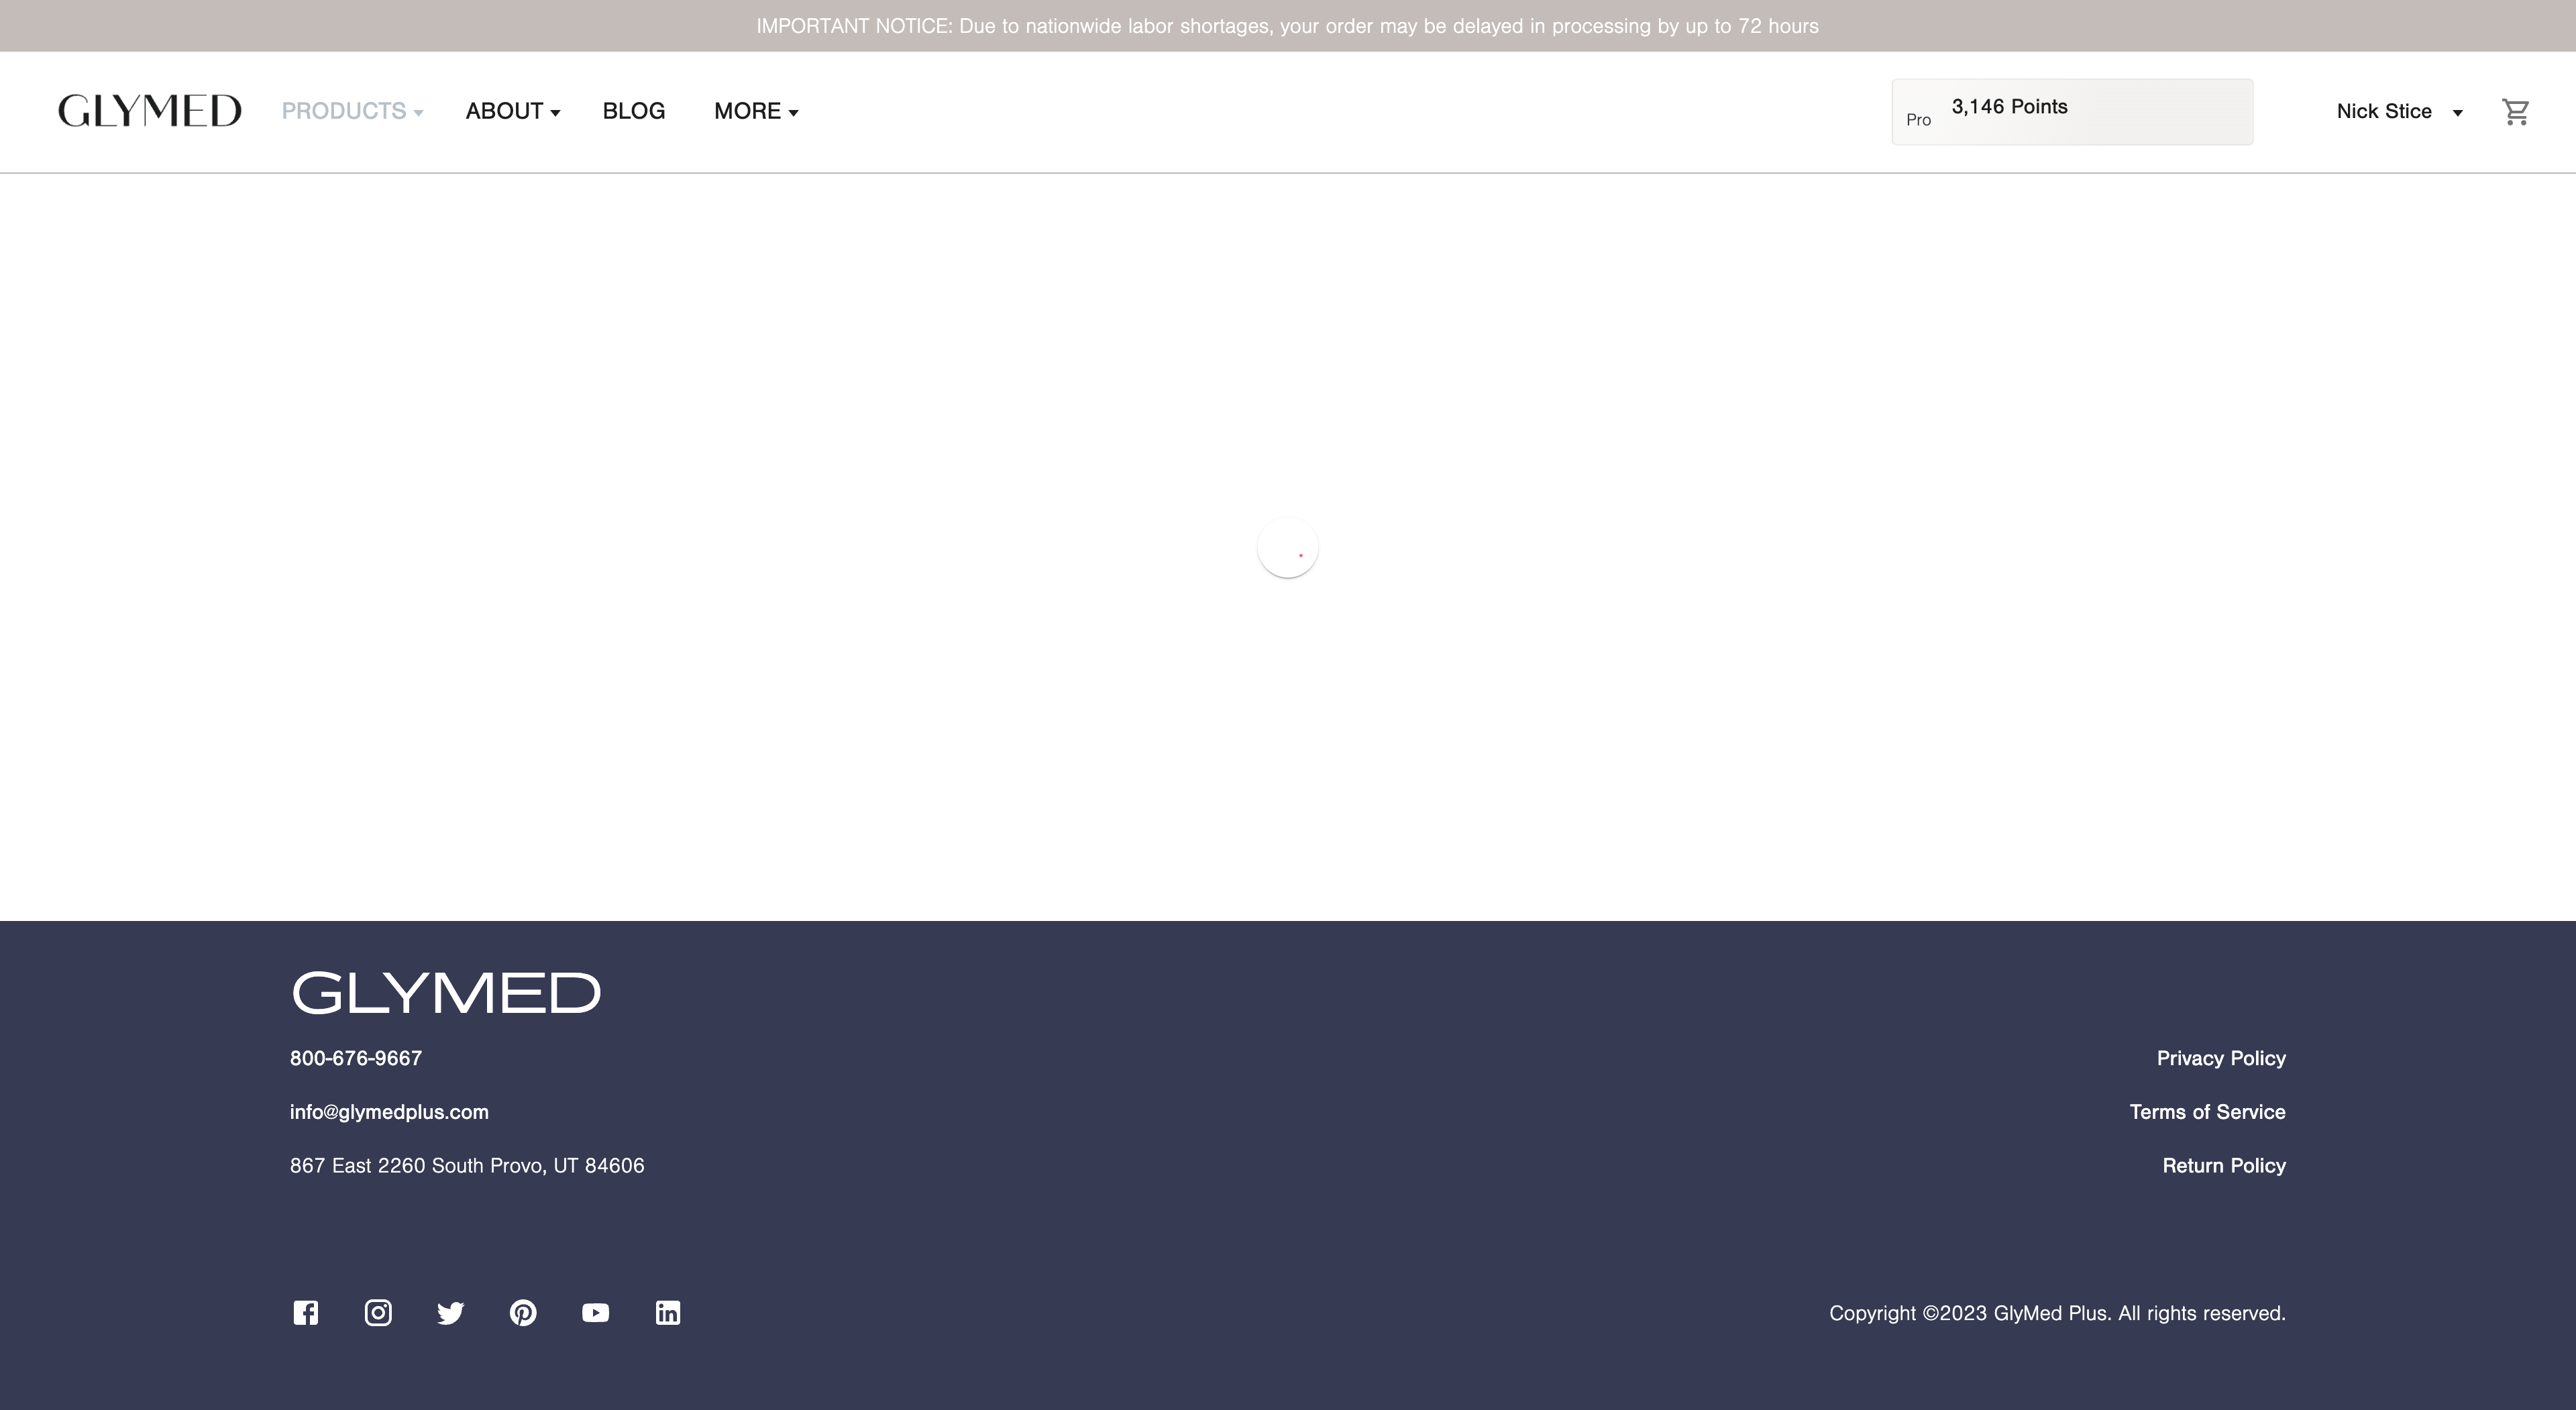 IMPORTANT NOTICE: Due to nationwide labor shortages, your order may be delayed in processing by up to 72 hours
GLYMED
PRODUCTS
ABOUT
BLOG
MORE
Pro
3,146 Points
Nick Stice
GLYMED
800-676-9667
Privacy Policy
info@glymedplus.com
Terms of Service
867 East 2260 South Provo, UT 84606
Return Policy
Copyright ©2023 GlyMed Plus. All rights reserved.